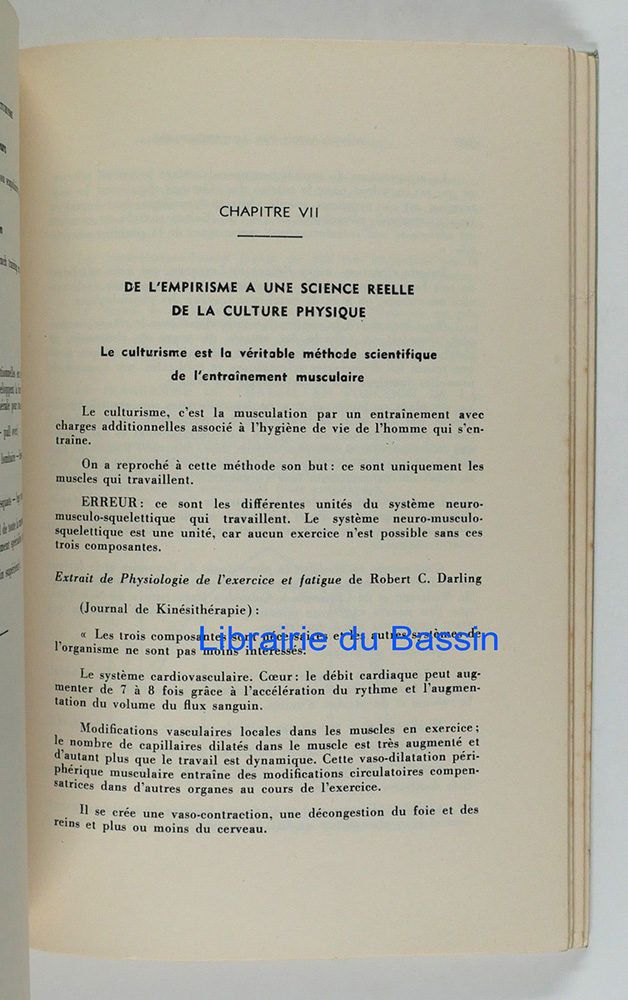 CHAPITRE VII
DE L'EMPIRISME A UNE SCIENCE REELLE
DE LA CULTURE PHYSIQUE
Le culturisme est la véritable méthode scientifique
de l'entraînement musculaire
Le culturisme, c'est la musculation par un entraînement avec
charges additionnelles associé à l'hygiène de vie de l'homme qui s'en-
traîne.
On a reproché à cette méthode son but : ce sont uniquement les
muscles qui travaillent.
ERREUR : ce sont les différentes unités du système neuro-
musculo-squelettique qui travaillent. Le système neuro-musculo-
squelettique est une unité, car aucun exercice n'est possible sans ces
trois composantes.
Extrait de Physiologie de l'exercice et fatigue de Robert C. Darling
(Journal de Kinésithérapie) :
« Les trois composantes sont nécessaires et les autres systèmes de
l'organisme ne sont pas moins intéressés.
Librairie du Bassin
Le système cardiovasculaire. Cœur : le débit cardiaque peut aug-
menter de 7 à 8 fois grâce à l'accélération du rythme et l'augmen-
tation du volume du flux sanguin.
Modifications vasculaires locales dans les muscles en exercice ;
le nombre de capillaires dilatés dans le muscle est très augmenté et
d'autant plus que le travail est dynamique. Cette vaso-dilatation péri-
phérique musculaire entraîne des modifications circulatoires compen-
satrices dans d'autres organes au cours de l'exercice.
Il se crée une vaso-contraction, une décongestion du foie et des
reins et plus ou moins du cerveau.